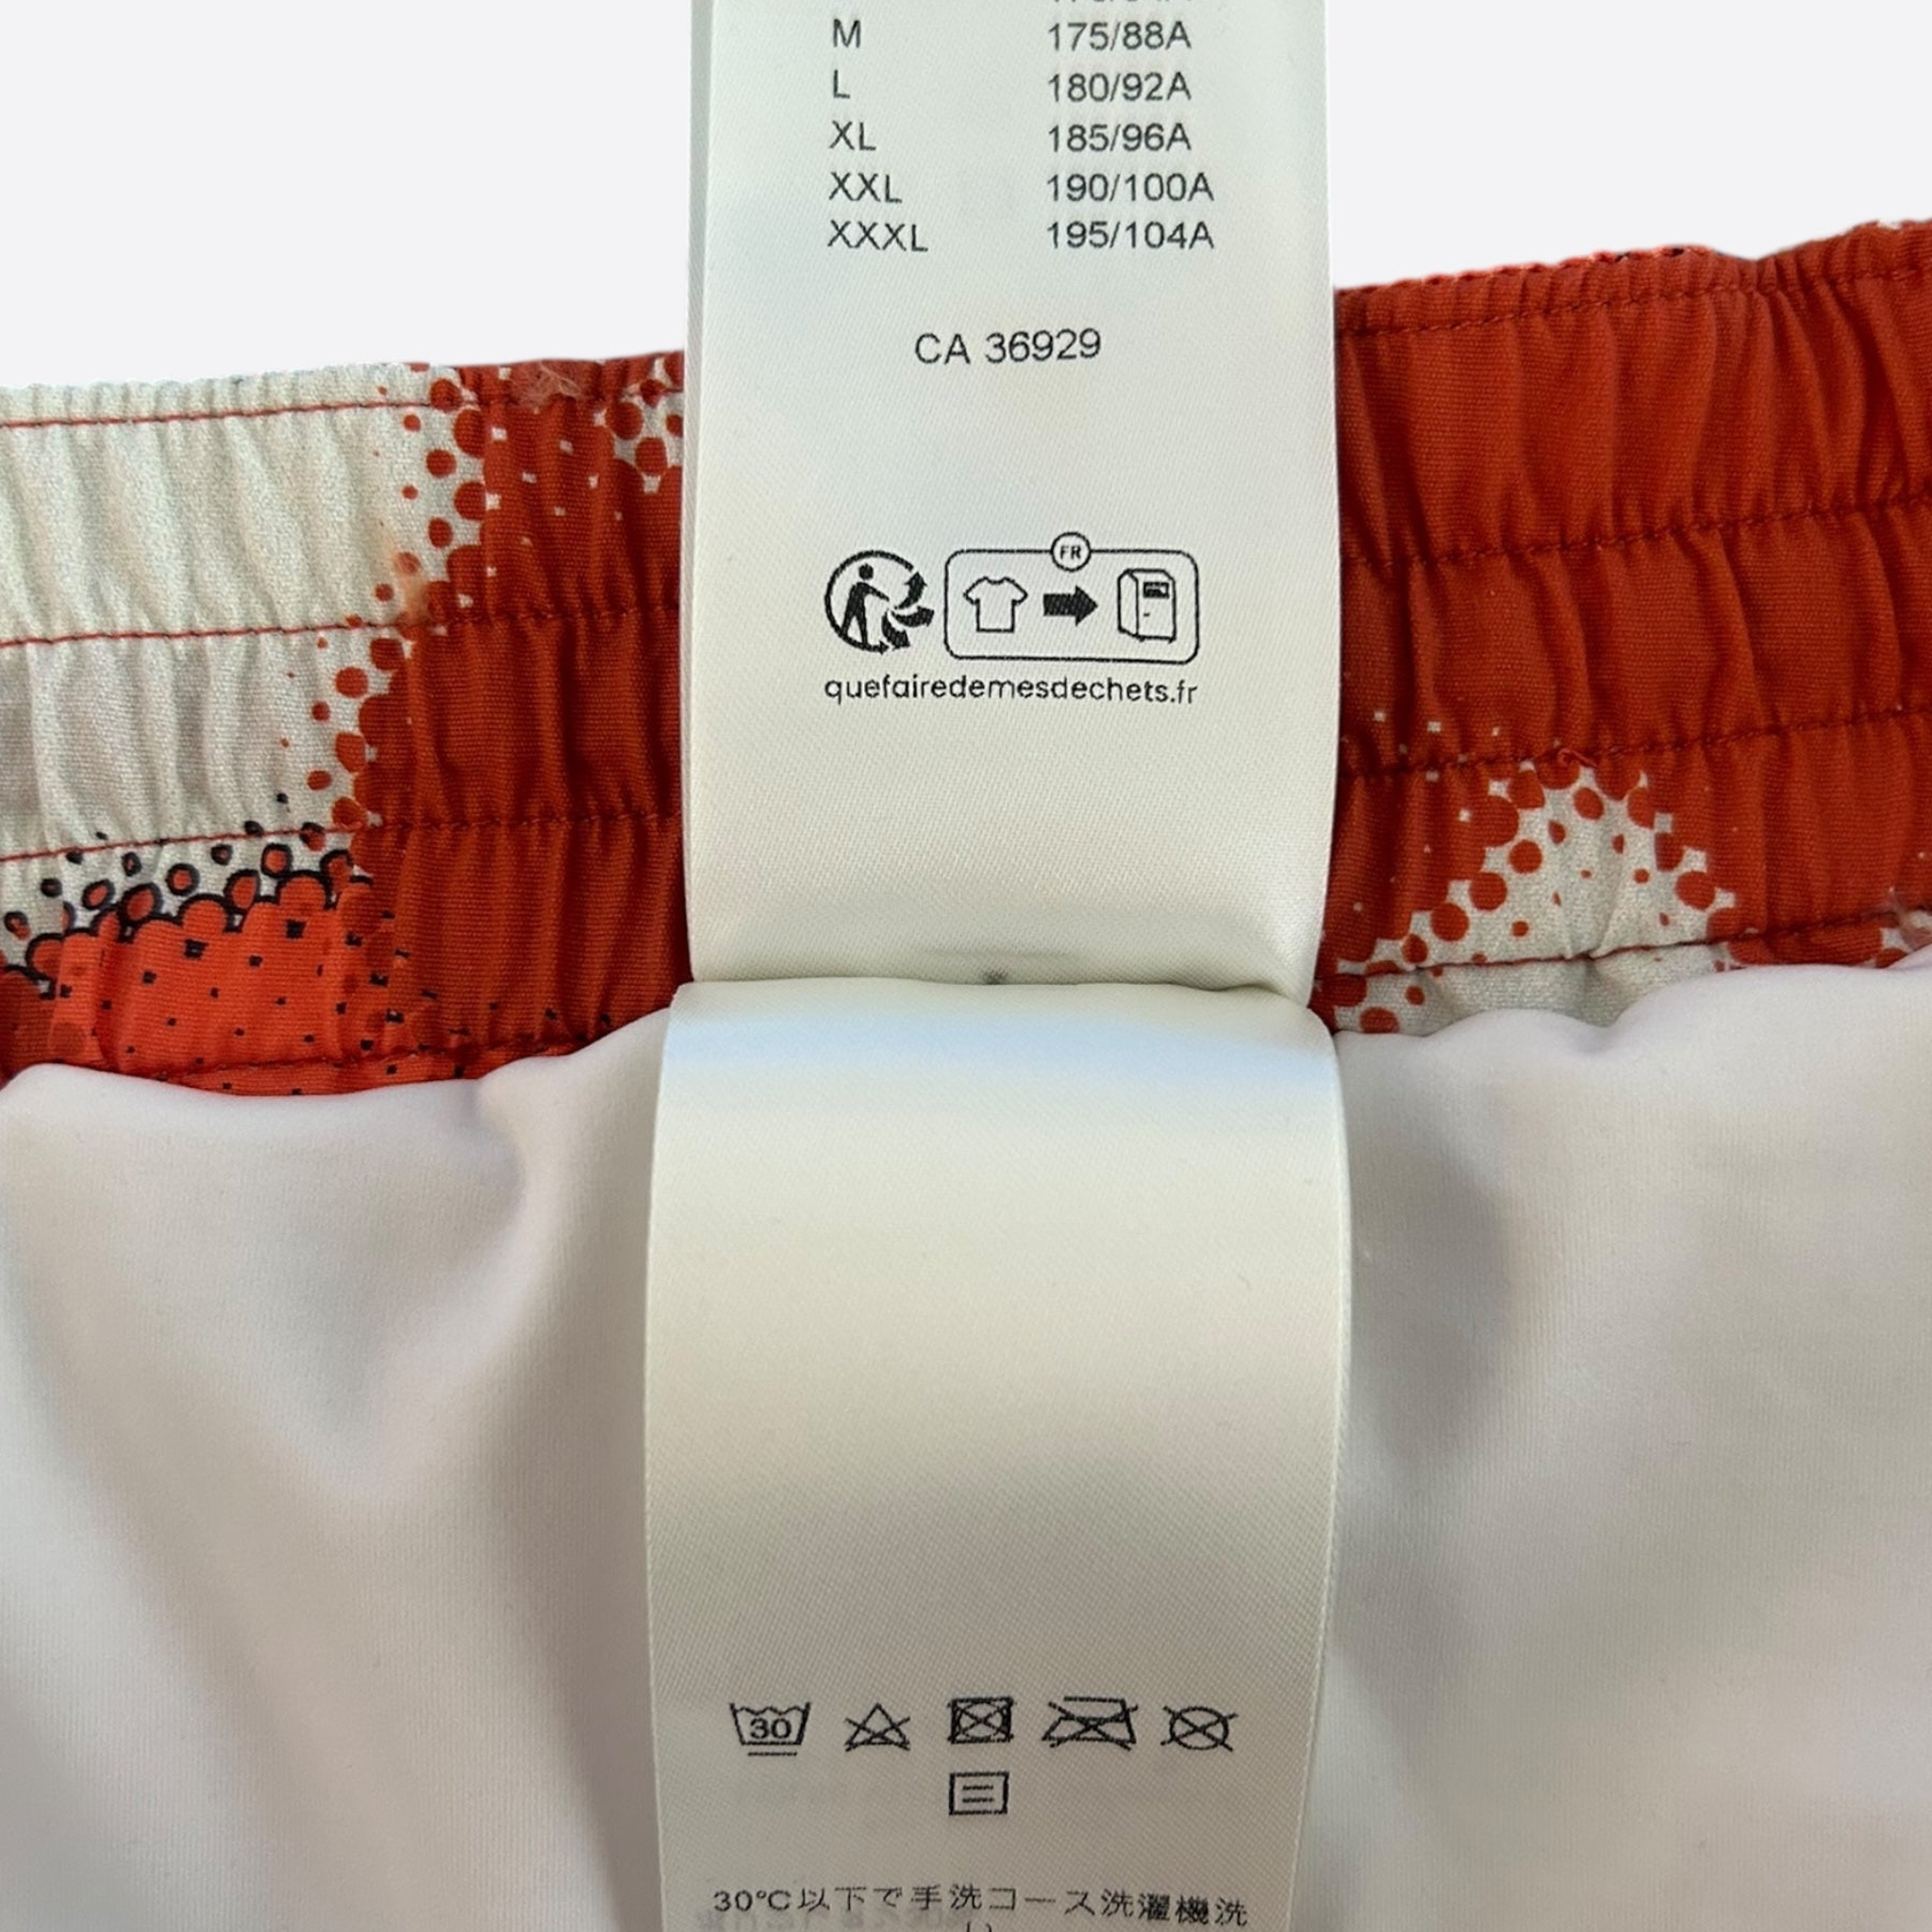 M 175/88A
L 180/92A
XL 185/96A
XXL 190/100A
XXXL 195/104A
CA 36929
FR
quefairedemesdechets.fr
30
30℃以下で手洗コース洗濯機洗